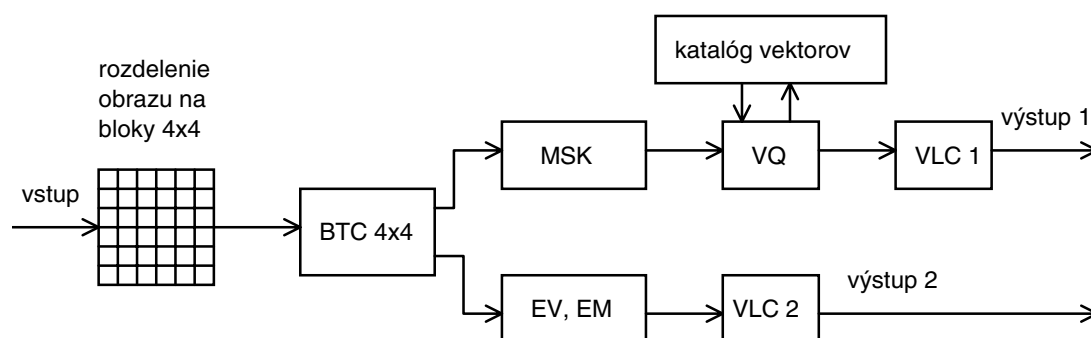 rozdelenie
obrazu na
bloky 4x4
vstup
BTC 4x4
MSK
katalóg vektorov
VQ
VLC 1
výstup 1
EV, EM
VLC 2
výstup 2